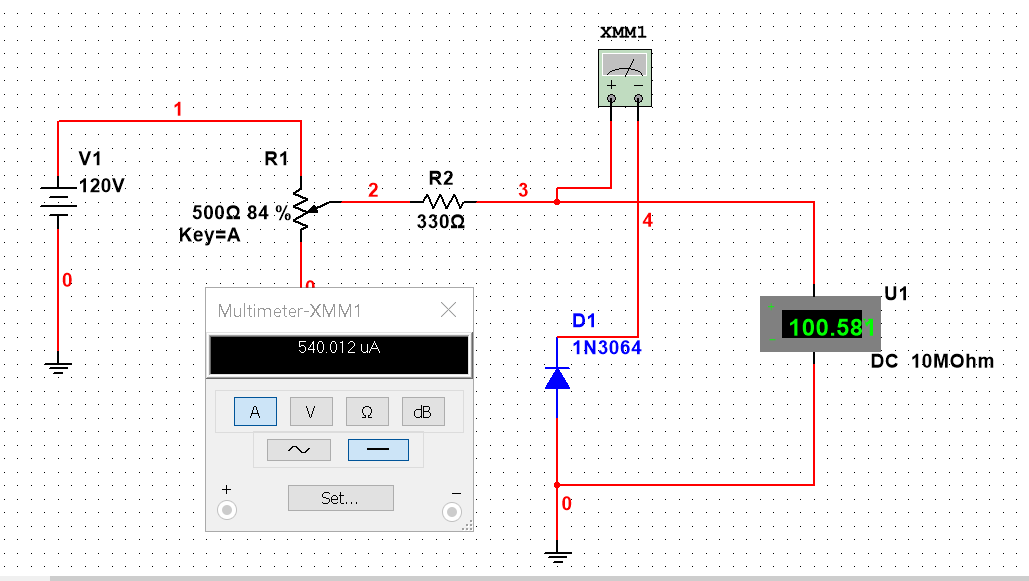 XMM1
1
V1
120V
R1
500Ω 84 %
Key=A
2
R2
330Ω
3
4
0
0
U1
100.581
DC 10MOhm
D1
1N3064
0
Multimeter-XMM1
540.012 uA
A
V
Ω
dB
Set...
+
−